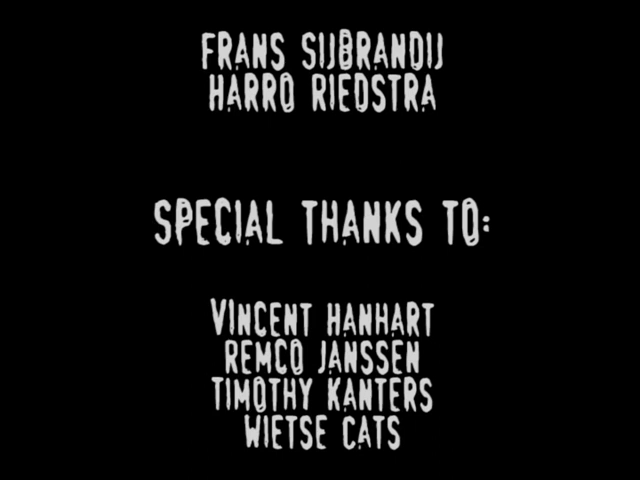 FRANS SIJBRANDIJ
HARRO RIEDSTRA
SPECIAL THANKS TO:
VINCENT HANHART
REMCO JANSSEN
TIMOTHY KANTERS
WIETSE CATS